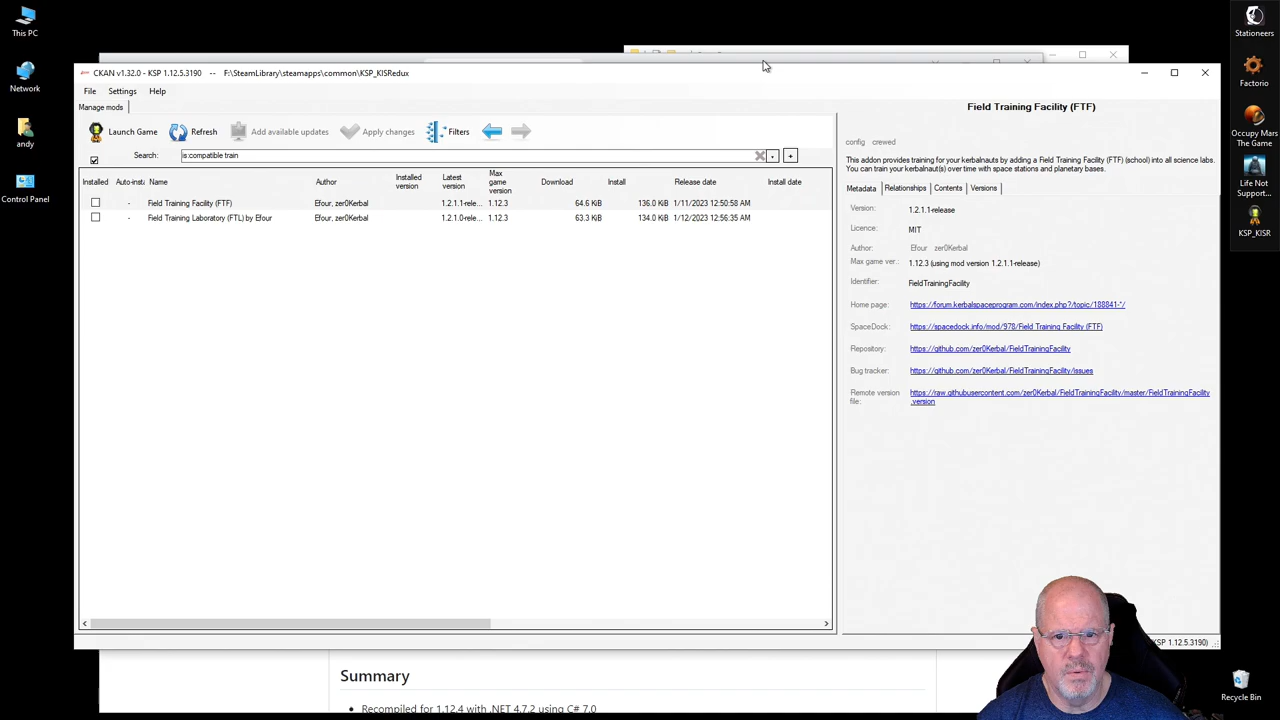 This PC
Network
andy
Control Panel
CKAN v1.32.0 - KSP 1.12.5.3190 -- F:\SteamLibrary\steamapps\common\KSP_KISRedux
File Settings Help
Manage mods
Launch Game Refresh Add available updates Apply changes Filters
Search: is:compatible train
Installed Auto-insta Name Author Installed version Latest version Max game version Download Install Release date Install date
- Field Training Facility (FTF) Efour, zer0Kerbal 1.2.1.1-rele... 1.12.3 64.6 KiB 136.0 KiB 1/11/2023 12:50:58 AM
- Field Training Laboratory (FTL) by Efour Efour, zer0Kerbal 1.2.1.0-rele... 1.12.3 63.3 KiB 134.0 KiB 1/12/2023 12:56:35 AM
Field Training Facility (FTF)
config crewed
This addon provides training for your kerbalnauts by adding a Field Training Facility (FTF) (school) into all science labs.
You can train your kerbalnaut(s) over time with space stations and planetary bases.
Metadata Relationships Contents Versions
Version: 1.2.1.1-release
Licence: MIT
Author: Efour zer0Kerbal
Max game ver.: 1.12.3 (using mod version 1.2.1.1-release)
Identifier: FieldTrainingFacility
Home page: https://forum.kerbalspaceprogram.com/index.php?/topic/188841-*/
SpaceDock: https://spacedock.info/mod/978/Field Training Facility (FTF)
Repository: https://github.com/zer0Kerbal/FieldTrainingFacility
Bug tracker: https://github.com/zer0Kerbal/FieldTrainingFacility/issues
Remote version file: https://raw.githubusercontent.com/zer0Kerbal/FieldTrainingFacility/master/FieldTrainingFacility
.version
KSP 1.12.5.3190)
Summary
Recompiled for 1.12.4 with .NET 4.7.2 using C# 7.0
Stationeers
Factorio
Occupy Mars
The Game
Life Not
Support...
KSP_KISR
Recycle Bin